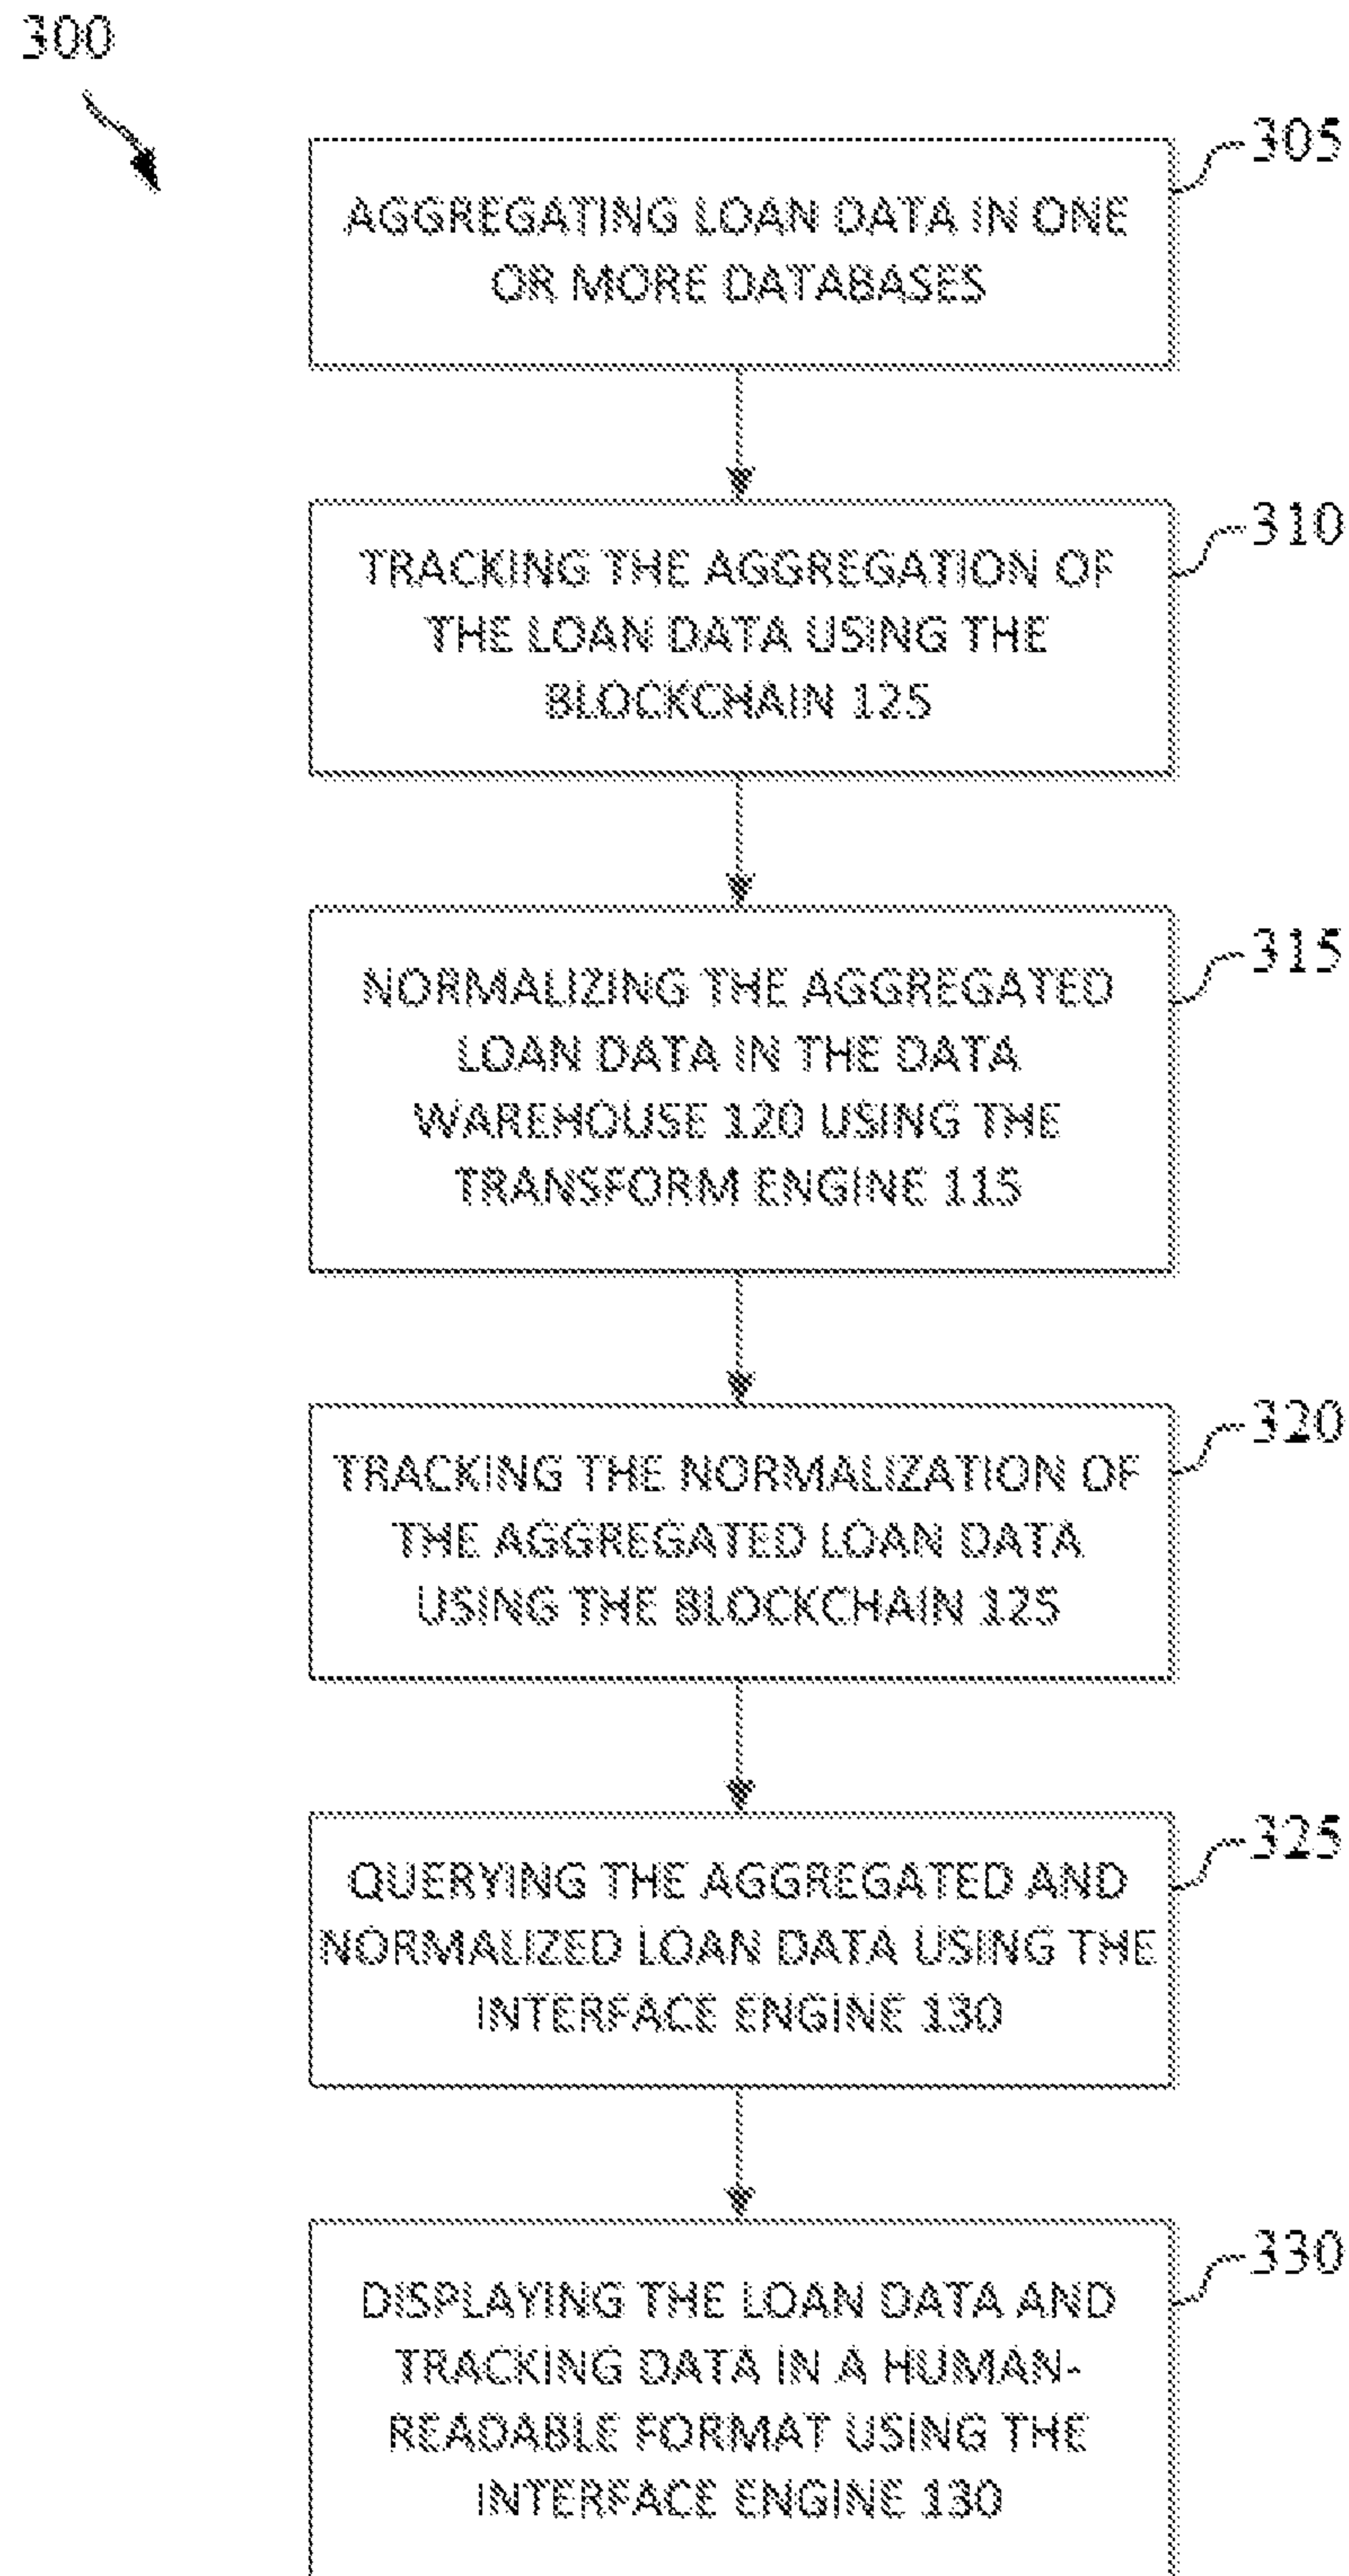 300
305
AGGREGATING LOAN DATA IN ONE
OR MORE DATABASES
310
TRACKING THE AGGREGATION OF
THE LOAN DATA USING THE
BLOCKCHAIN 125
315
NORMALIZING THE AGGREGATED
LOAN DATA IN THE DATA
WAREHOUSE 120 USING THE
TRANSFORM ENGINE 115
320
TRACKING THE NORMALIZATION OF
THE AGGREGATED LOAN DATA
USING THE BLOCKCHAIN 125
325
QUERYING THE AGGREGATED AND
NORMALIZED LOAN DATA USING THE
INTERFACE ENGINE 130
330
DISPLAYING THE LOAN DATA AND
TRACKING DATA IN A HUMAN-
READABLE FORMAT USING THE
INTERFACE ENGINE 130